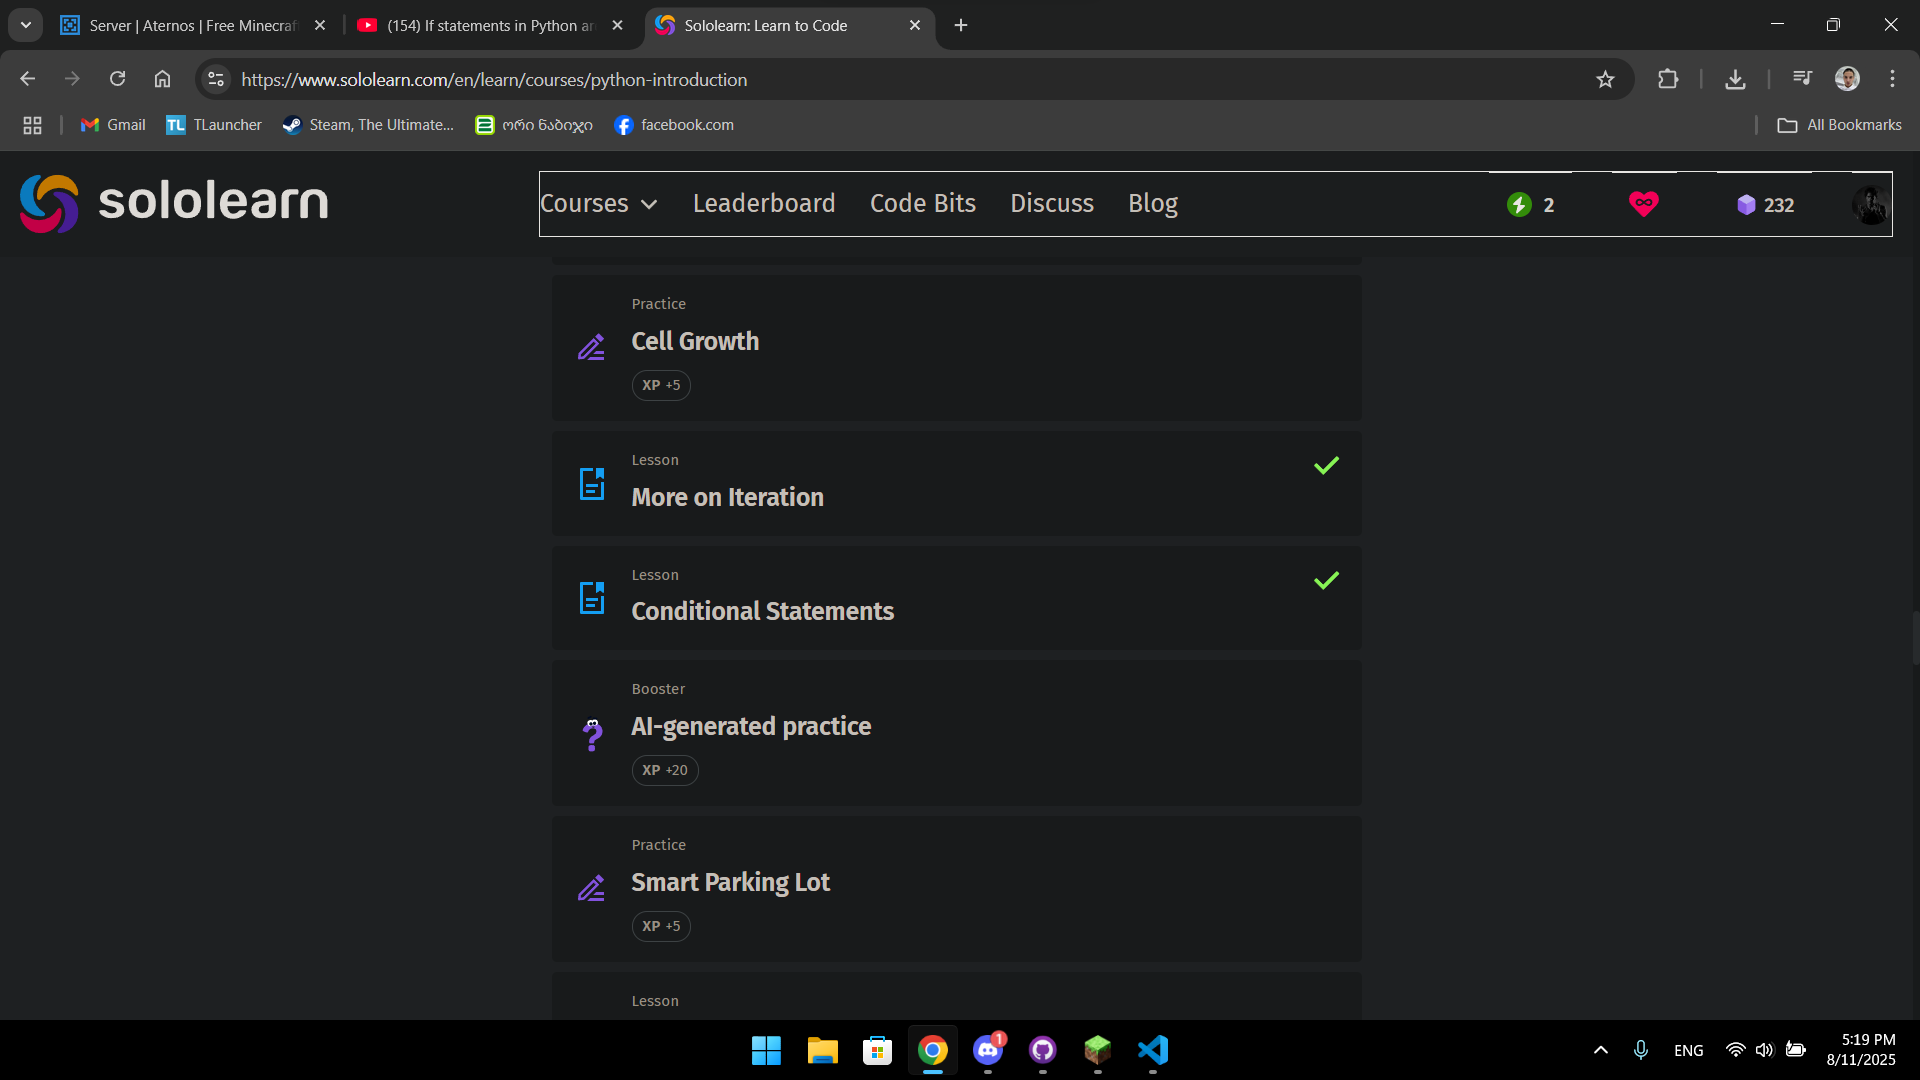 Server | Aternos | Free Minecraf
(154) If statements in Python ar
Sololearn: Learn to Code
https://www.sololearn.com/en/learn/courses/python-introduction
Gmail
TLauncher
Steam, The Ultimate...
ორი ნაბიჯი
facebook.com
All Bookmarks
sololearn
Courses
Leaderboard
Code Bits
Discuss
Blog
2
232
Practice
Cell Growth
XP +5
Lesson
More on Iteration
Lesson
Conditional Statements
Booster
AI-generated practice
XP +20
Practice
Smart Parking Lot
XP +5
Lesson
1
ENG
5:19 PM
8/11/2025